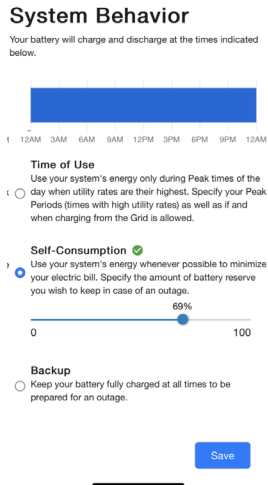 System Behavior
Your battery will charge and discharge at the times indicated
below.
12AM 3AM 6AM 9AM 12PM 3PM 6PM 9PM 12AM
Time of Use
Use your system's energy only during Peak times of the
day when utility rates are their highest. Specify your Peak
Periods (times with high utility rates) as well as if and
when charging from the Grid is allowed.
Self-Consumption
Use your system's energy whenever possible to minimize
your electric bill. Specify the amount of battery reserve
you wish to keep in case of an outage.
69%
0 100
Backup
Keep your battery fully charged at all times to be
prepared for an outage.
Save